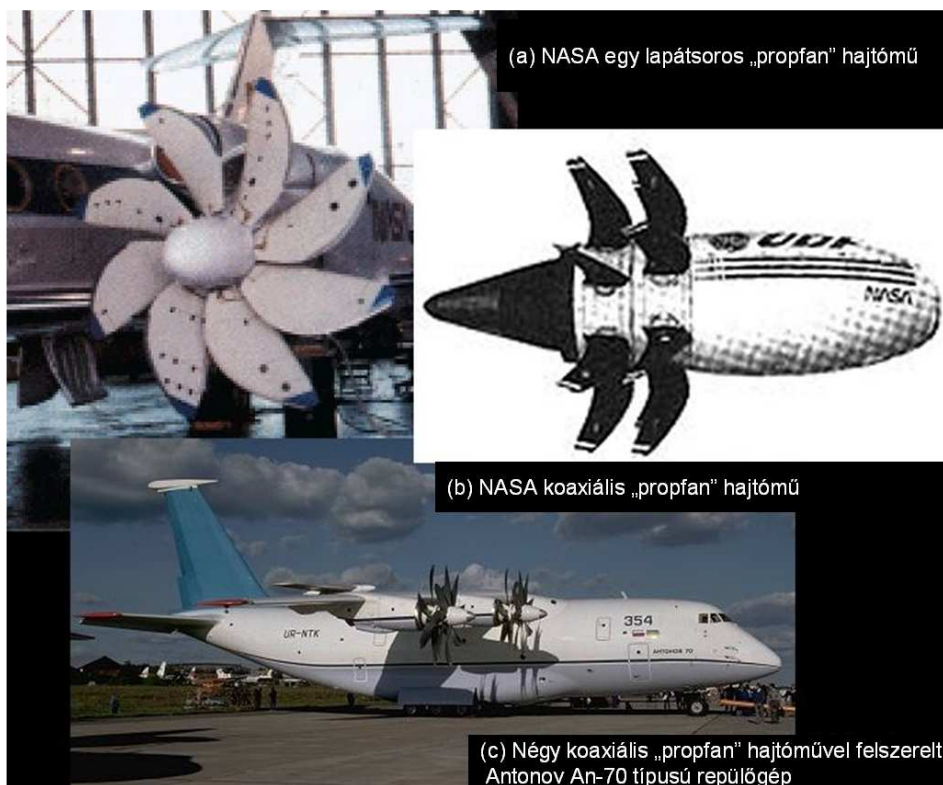 (a) NASA egy lapátsoros „propfan” hajtómű
UDF
NASA
(b) NASA koaxiális „propfan” hajtómű
354
UR-NTK
ANTONOV 70
(c) Négy koaxiális „propfan” hajtóművel felszerelt
Antonov An-70 típusú repülőgép